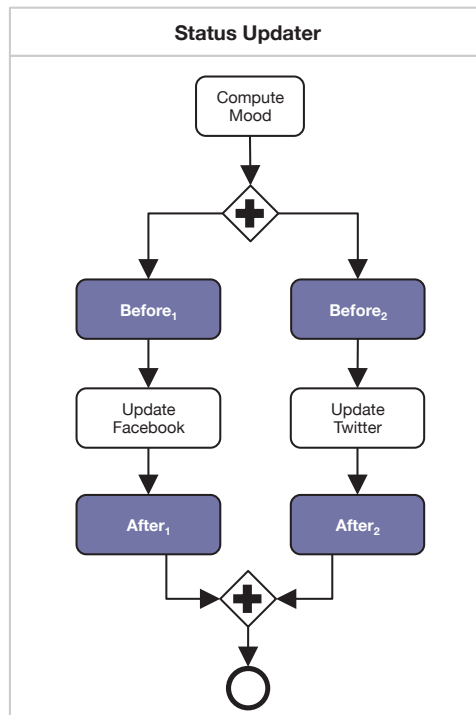 Status Updater
Compute
Mood
Before₁
Before₂
Update
Facebook
Update
Twitter
After₁
After₂